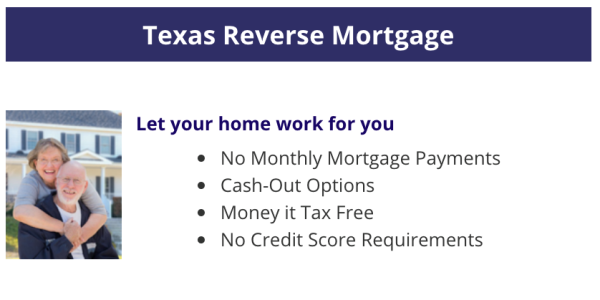 Texas Reverse Mortgage
Let your home work for you
• No Monthly Mortgage Payments
• Cash-Out Options
• Money it Tax Free
• No Credit Score Requirements